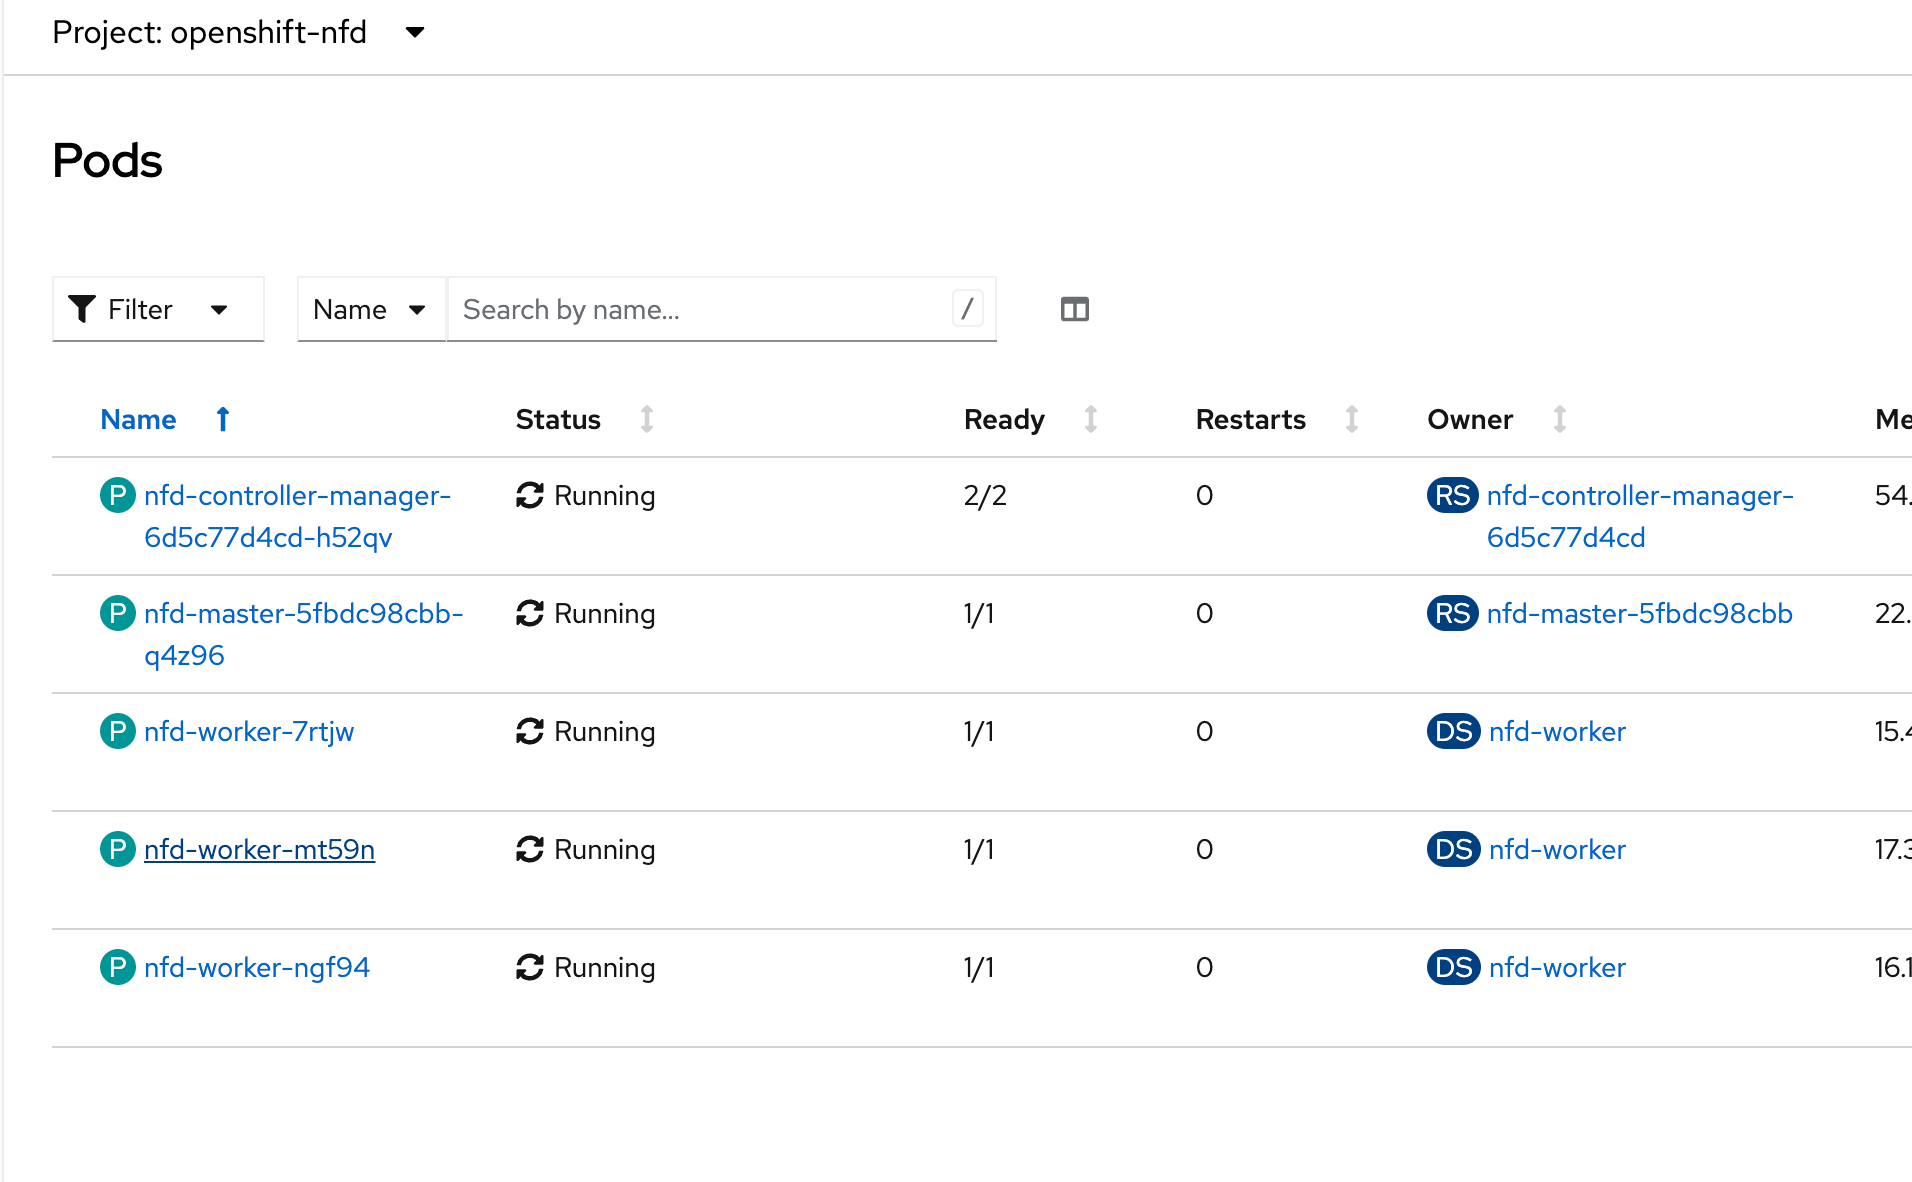 Project: openshift-nfd
Pods
Filter Name Search by name... /
Name Status Ready Restarts Owner Me
P nfd-controller-manager- Running 2/2 0 RS nfd-controller-manager- 54.
6d5c77d4cd-h52qv 6d5c77d4cd
P nfd-master-5fbdc98cbb- Running 1/1 0 RS nfd-master-5fbdc98cbb 22.
q4z96
P nfd-worker-7rtjw Running 1/1 0 DS nfd-worker 15.4
P nfd-worker-mt59n Running 1/1 0 DS nfd-worker 17.3
P nfd-worker-ngf94 Running 1/1 0 DS nfd-worker 16.1